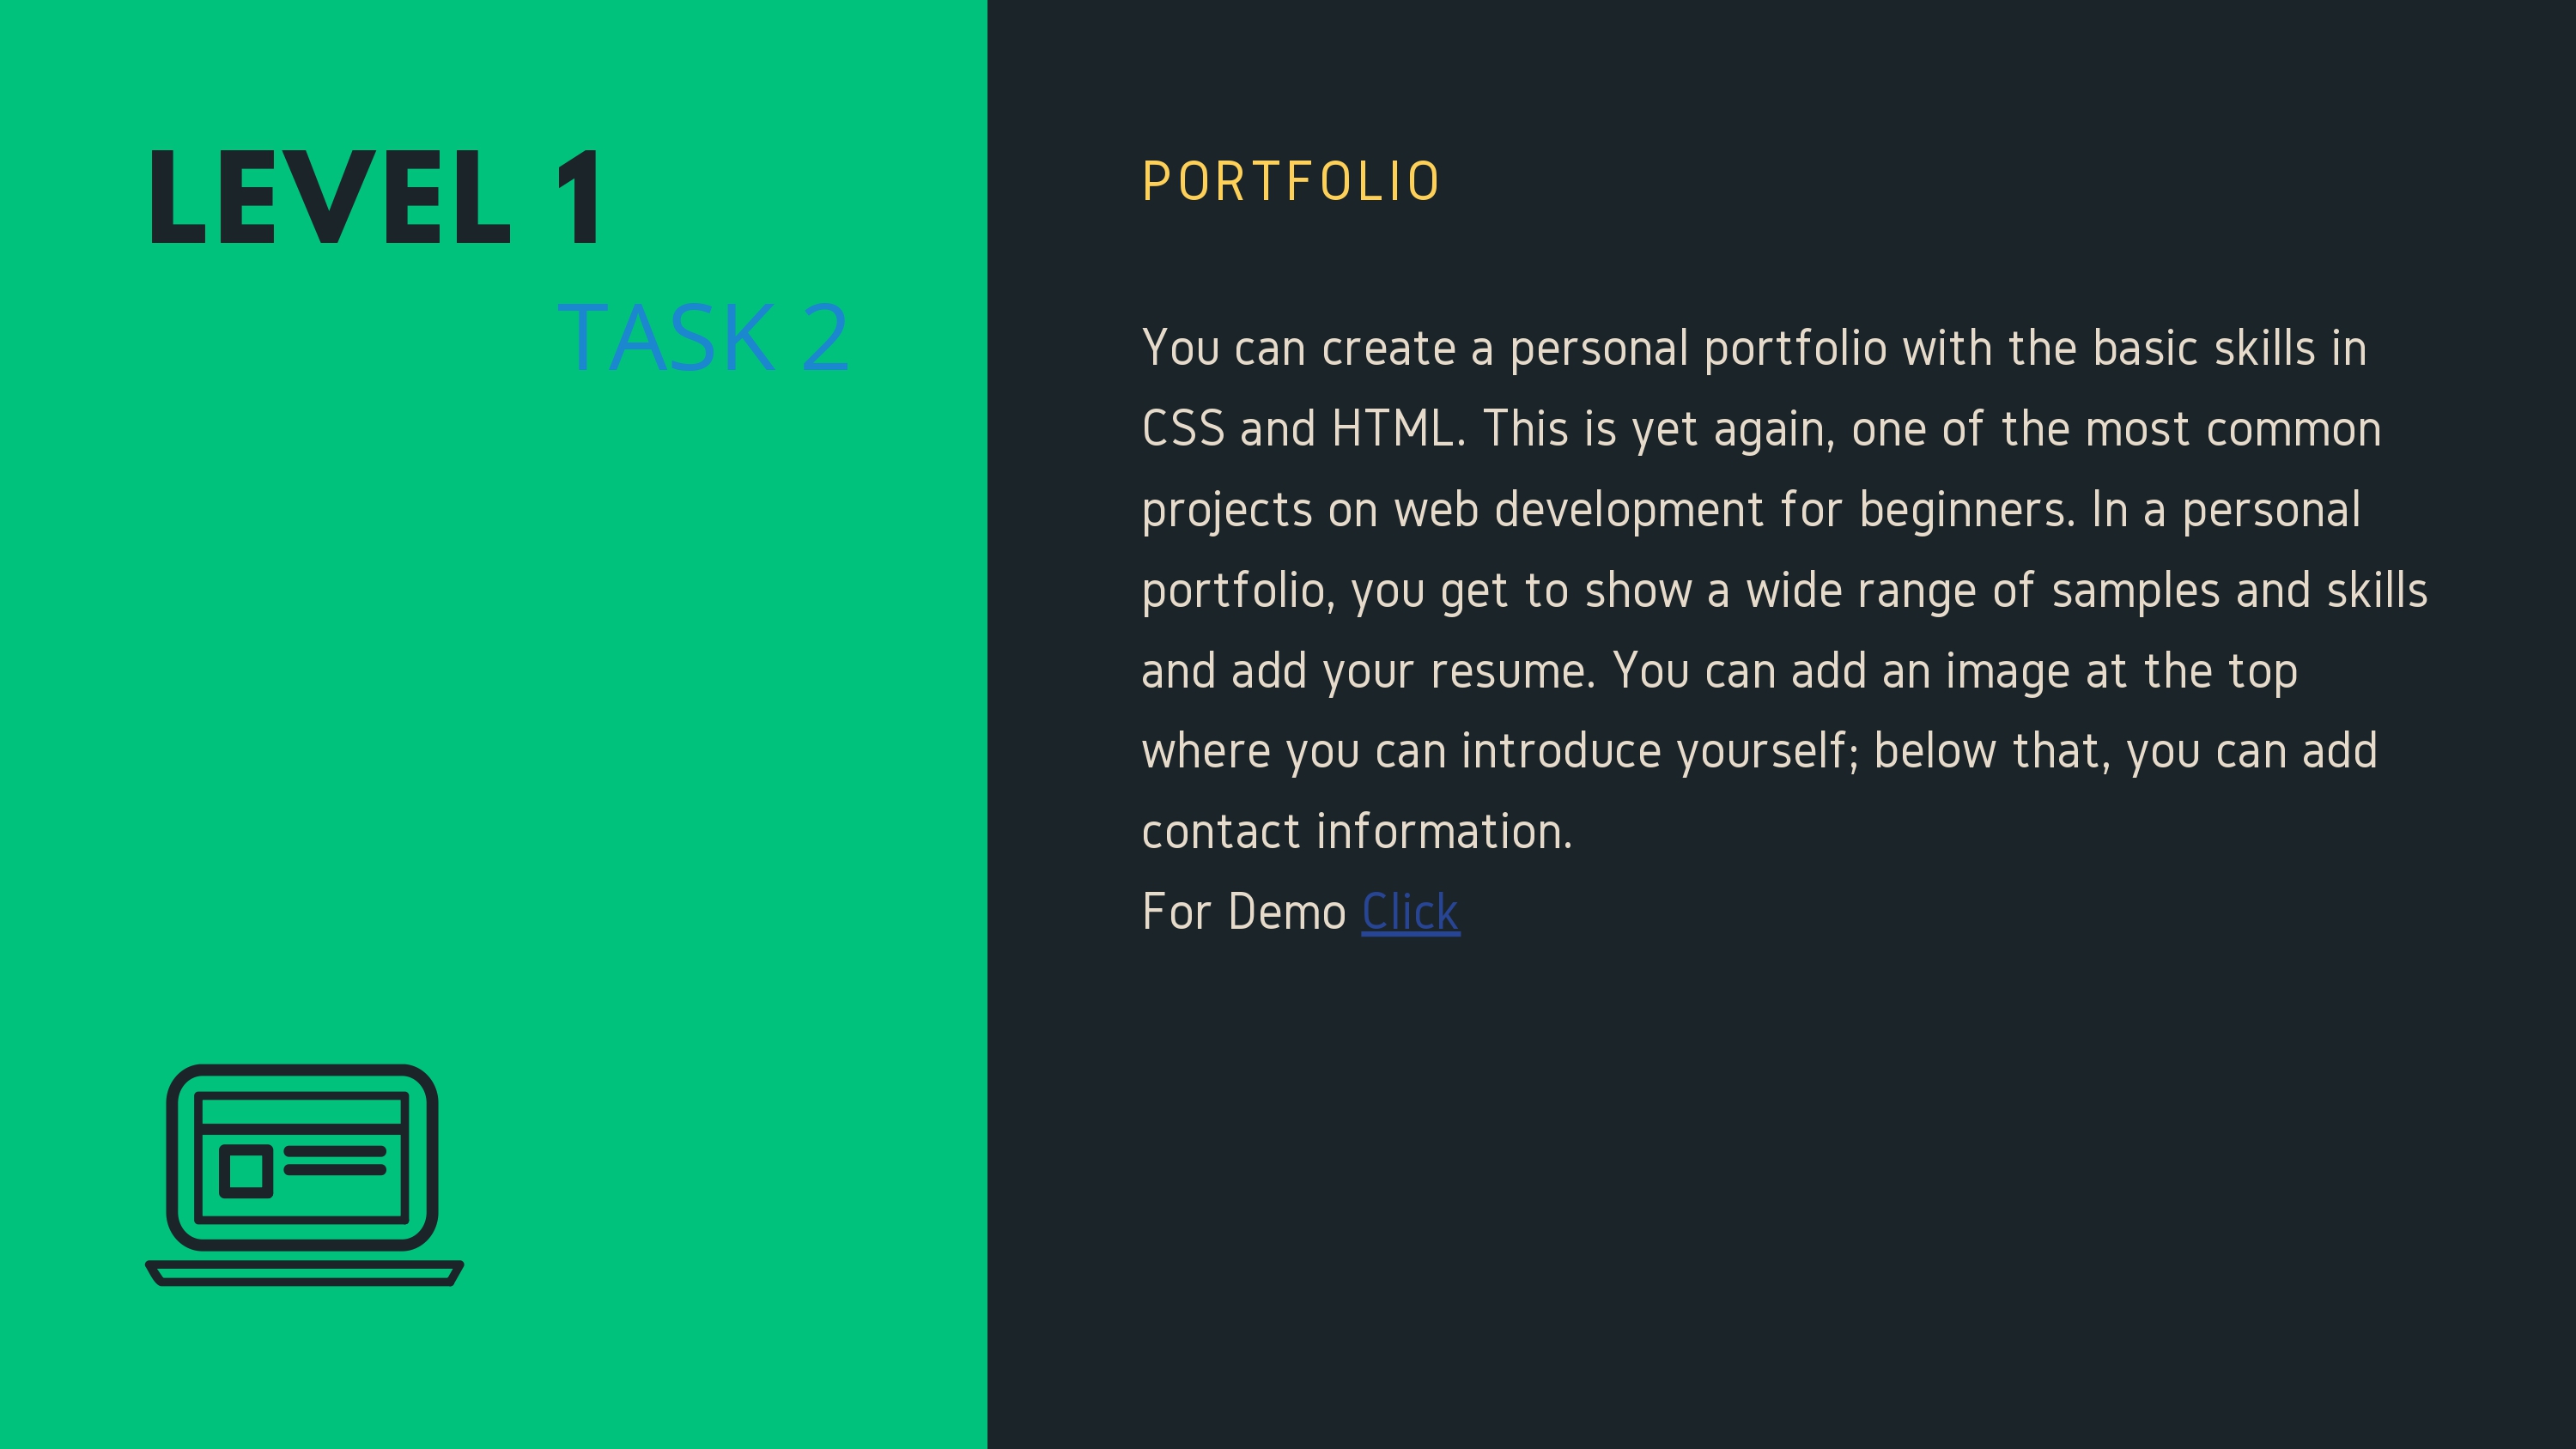 LEVEL 1
TASK 2
PORTFOLIO
You can create a personal portfolio with the basic skills in
CSS and HTML. This is yet again, one of the most common
projects on web development for beginners. In a personal
portfolio, you get to show a wide range of samples and skills
and add your resume. You can add an image at the top
where you can introduce yourself; below that, you can add
contact information.
For Demo Click